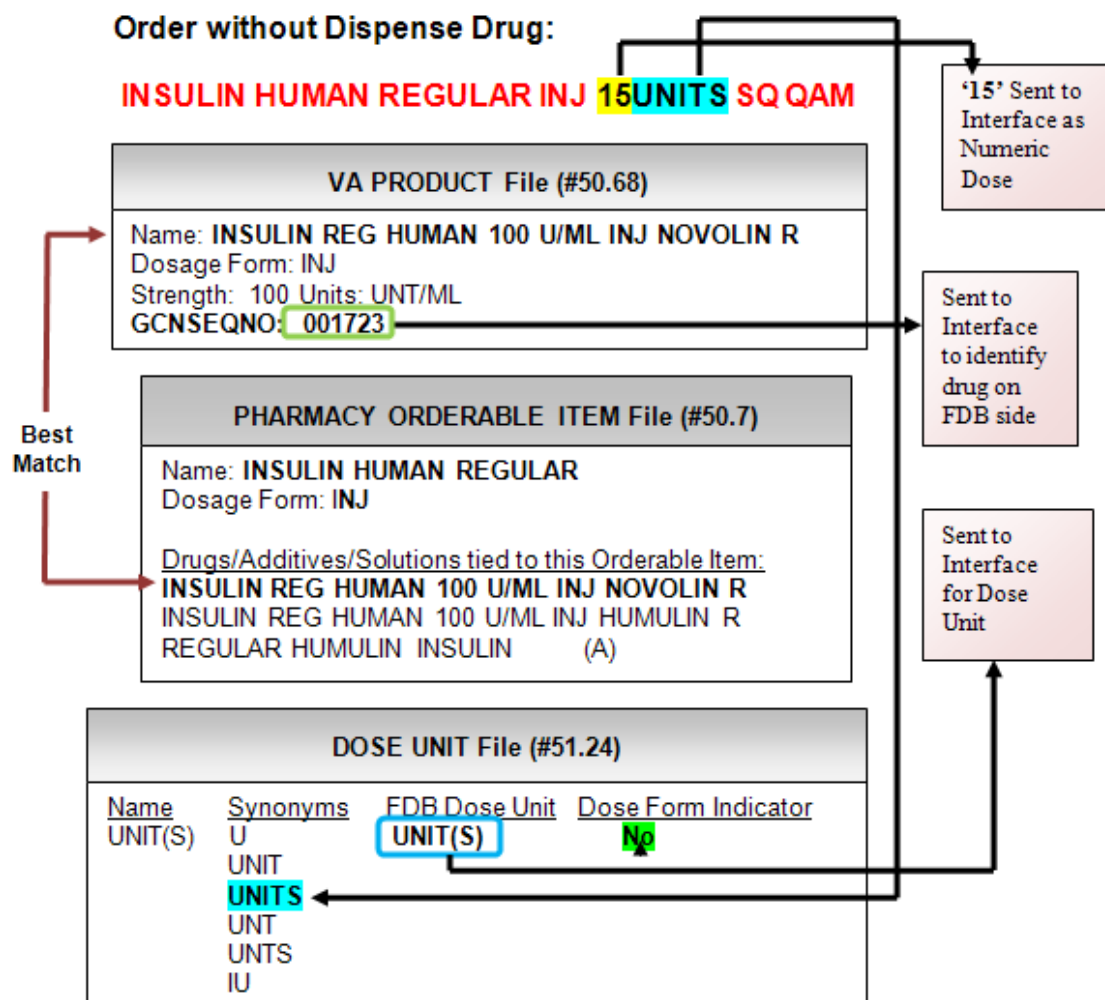 Order without Dispense Drug:
INSULIN HUMAN REGULAR INJ 15UNITS SQ QAM
‘15’ Sent to
Interface as
Numeric
Dose
VA PRODUCT File (#50.68)
Name: INSULIN REG HUMAN 100 U/ML INJ NOVOLIN R
Dosage Form: INJ
Strength: 100 Units: UNT/ML
GCNSEQNO: 001723
Sent to
Interface
to identify
drug on
FDB side
Best
Match
PHARMACY ORDERABLE ITEM File (#50.7)
Name: INSULIN HUMAN REGULAR
Dosage Form: INJ
Drugs/Additives/Solutions tied to this Orderable Item:
INSULIN REG HUMAN 100 U/ML INJ NOVOLIN R
INSULIN REG HUMAN 100 U/ML INJ HUMULIN R
REGULAR HUMULIN INSULIN (A)
Sent to
Interface
for Dose
Unit
DOSE UNIT File (#51.24)
Name Synonyms FDB Dose Unit Dose Form Indicator
UNIT(S) U UNIT(S) No
UNIT
UNITS
UNT
UNTS
IU